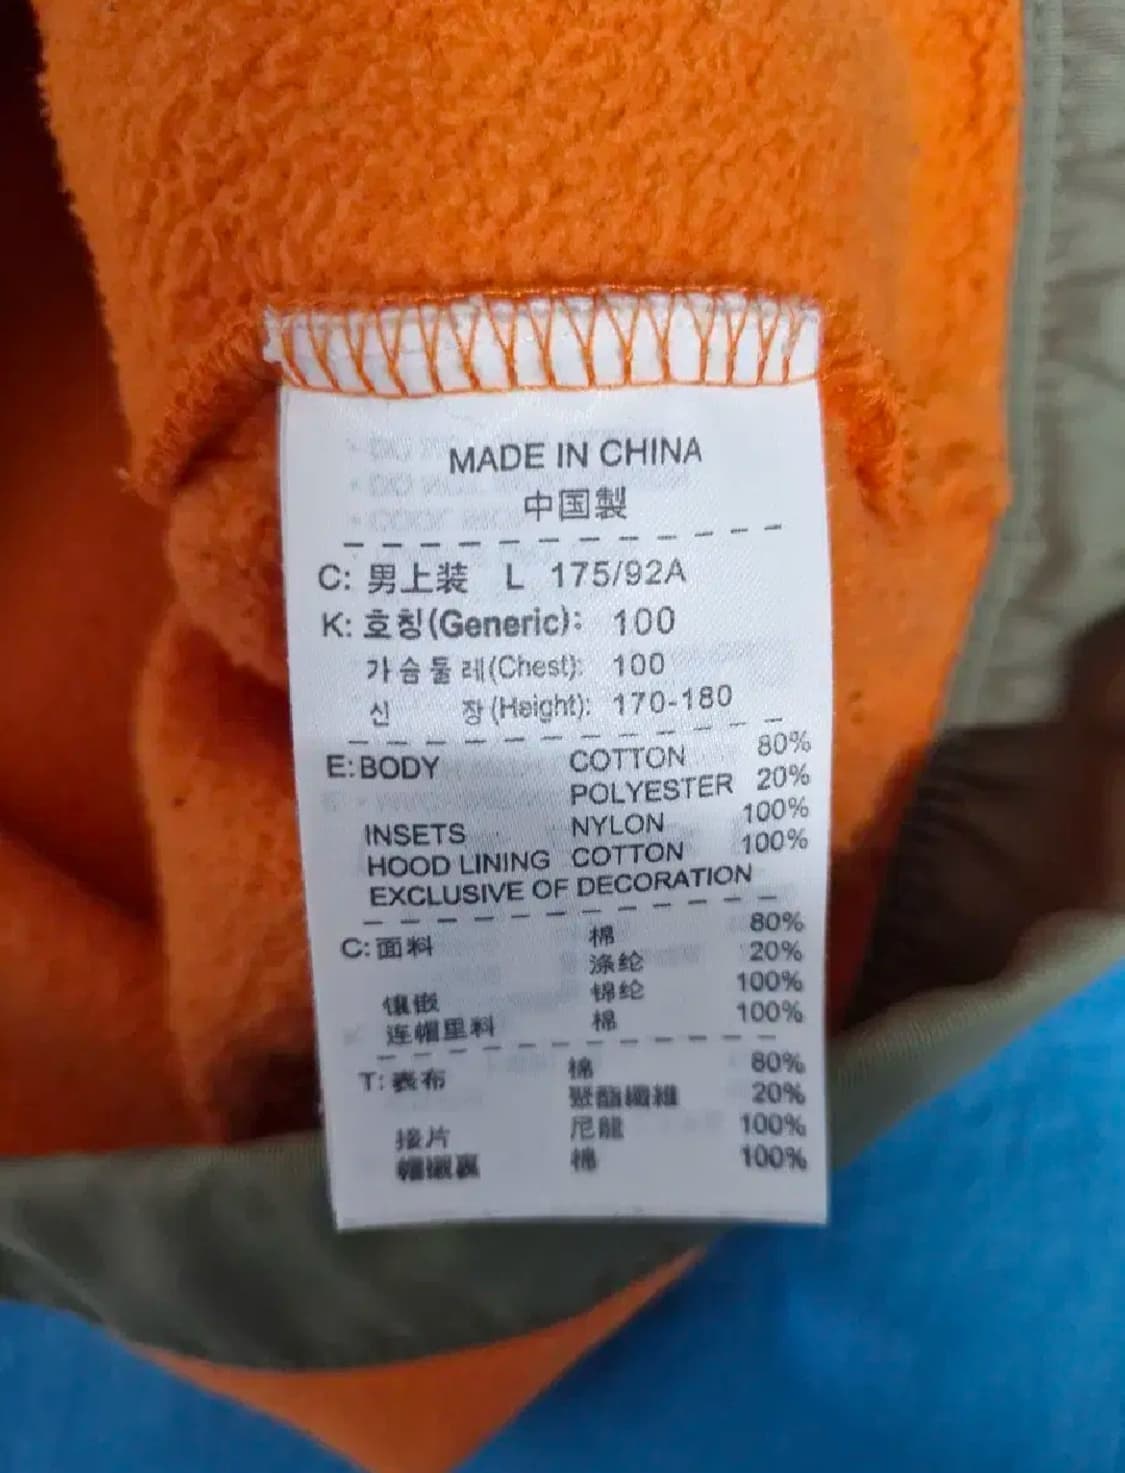 MADE IN CHINA
中国製
C: 男上装 L 175/92A
K: 호칭(Generic): 100
가슴둘레(Chest): 100
신 장(Height): 170-180
E: BODY COTTON 80%
POLYESTER 20%
INSETS NYLON 100%
HOOD LINING COTTON 100%
EXCLUSIVE OF DECORATION
C: 面料 棉 80%
涤纶 20%
镶嵌 锦纶 100%
连帽里料 棉 100%
T: 表布 棉 80%
聚酯纖維 20%
接片 尼龍 100%
棉 100%